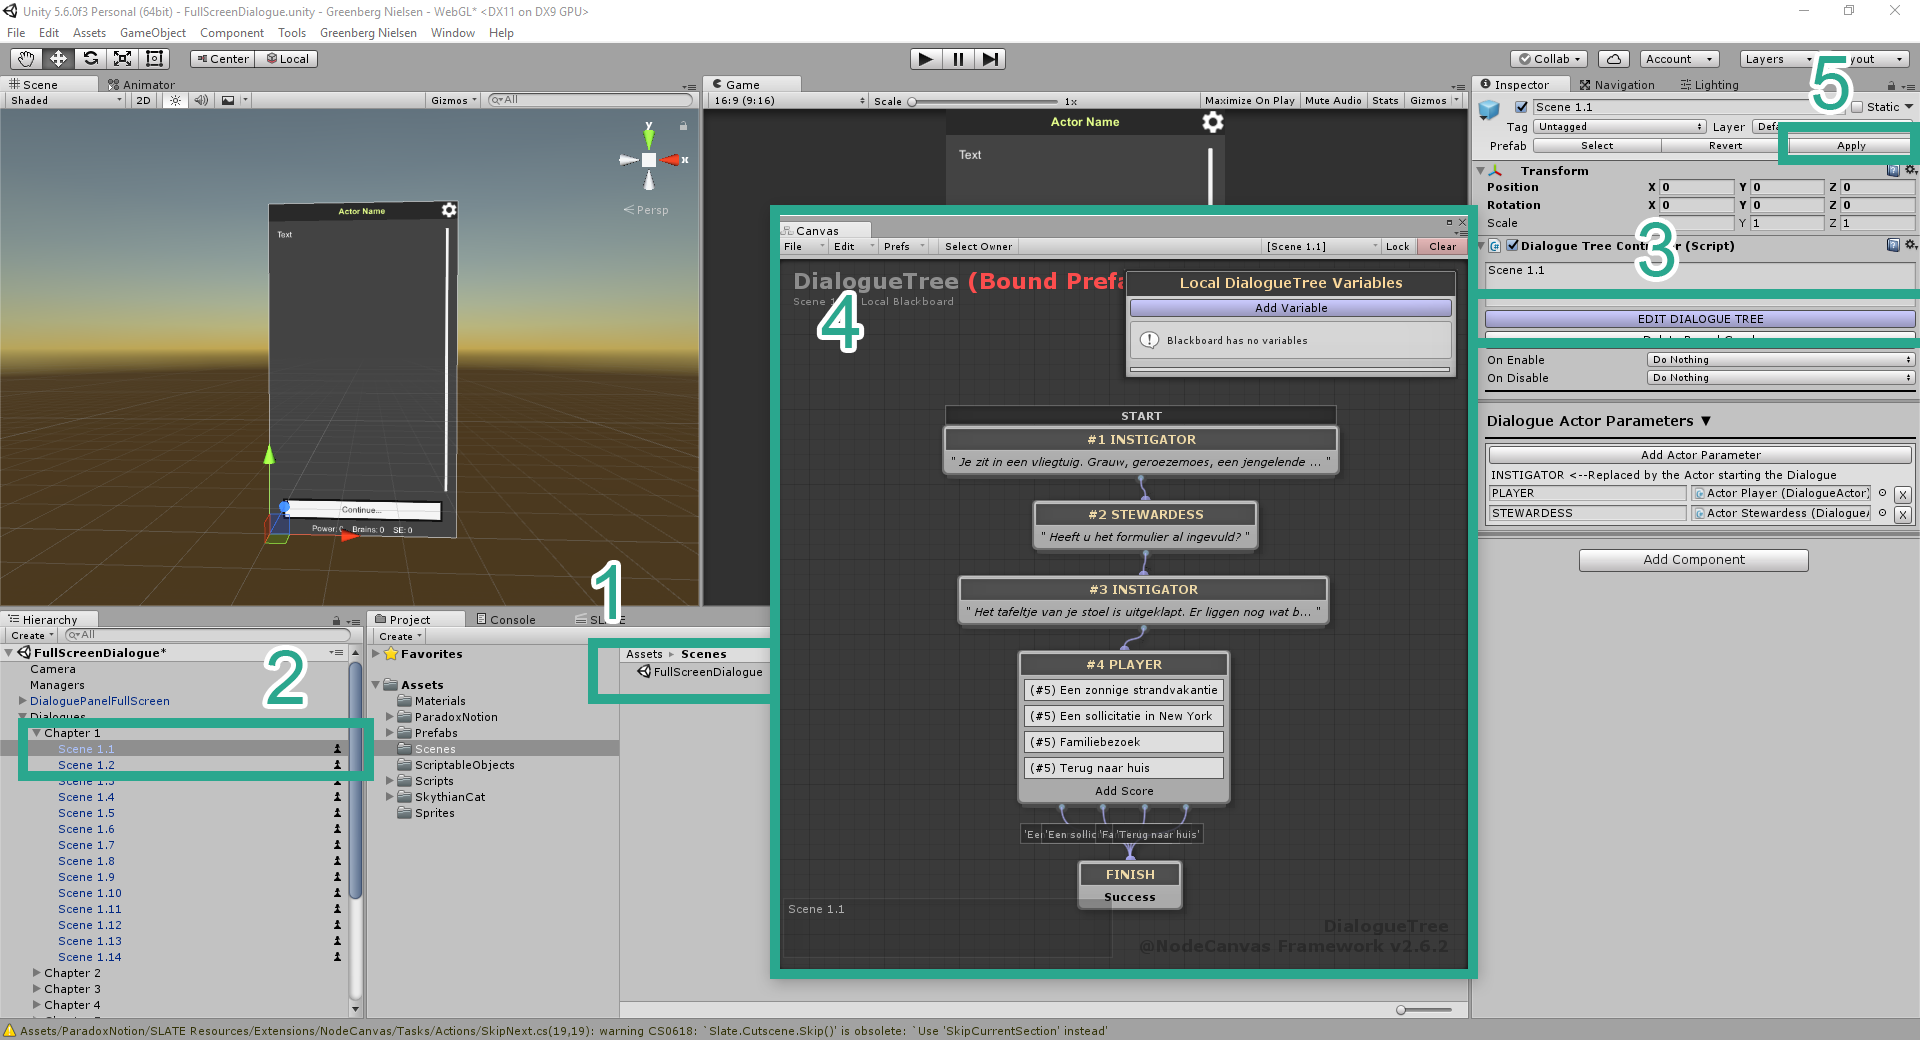 Unity 5.6.0f3 Personal (64bit) - FullScreenDialogue.unity - Greenberg Nielsen - WebGL* <DX11 on DX9 GPU>
File Edit Assets GameObject Component Tools Greenberg Nielsen Window Help
Center Local
Collab Account Layers
Scene Animator
Shaded 2D Gizmos All
y
x
Persp
Actor Name
Text
Continue...
Power: 0 Brains: 0 SE: 0
Game
16:9 (9:16) Scale 1x Maximize On Play Mute Audio Stats Gizmos
Actor Name
Text
Hierarchy
Create All
FullScreenDialogue*
Camera
Managers
DialoguePanelFullScreen
Dialogues
Chapter 1
Scene 1.1
Scene 1.2
Scene 1.3
Scene 1.4
Scene 1.5
Scene 1.6
Scene 1.7
Scene 1.8
Scene 1.9
Scene 1.10
Scene 1.11
Scene 1.12
Scene 1.13
Scene 1.14
Chapter 2
Chapter 3
Chapter 4
2
Project Console
Create
Favorites
Assets
Materials
ParadoxNotion
Prefabs
Scenes
ScriptableObjects
Scripts
SkythianCat
Sprites
1
Assets Scenes
FullScreenDialogue
Canvas
File Edit Prefs Select Owner [Scene 1.1] Lock Clear
DialogueTree (Bound Prefa
Scene Local Blackboard
4
Local DialogueTree Variables
Add Variable
Blackboard has no variables
START
#1 INSTIGATOR
" Je zit in een vliegtuig. Grauw, geroezemoes, een jengelende ... "
#2 STEWARDESS
" Heeft u het formulier al ingevuld? "
#3 INSTIGATOR
" Het tafeltje van je stoel is uitgeklapt. Er liggen nog wat b... "
#4 PLAYER
(#5) Een zonnige strandvakantie
(#5) Een sollicitatie in New York
(#5) Familiebezoek
(#5) Terug naar huis
Add Score
'Eer 'Een sollic 'Fa 'Terug naar huis'
FINISH
Success
Scene 1.1
DialogueTree
@NodeCanvas Framework v2.6.2
Inspector Navigation Lighting
5
Scene 1.1 Static
Tag Untagged Layer
Prefab Select Revert Apply
Transform
Position X 0 Y 0 Z 0
Rotation X 0 Y 0 Z 0
Scale Y 1 Z 1
3
Dialogue Tree (Script)
Scene 1.1
EDIT DIALOGUE TREE
On Enable Do Nothing
On Disable Do Nothing
Dialogue Actor Parameters ▼
Add Actor Parameter
INSTIGATOR <--Replaced by the Actor starting the Dialogue
PLAYER Actor Player (DialogueActor) X
STEWARDESS Actor Stewardess (Dialogue X
Add Component
Assets/ParadoxNotion/SLATE Resources/Extensions/NodeCanvas/Tasks/Actions/SkipNext.cs(19,19): warning CS0618: `Slate.Cutscene.Skip()' is obsolete: `Use 'SkipCurrentSection' instead'